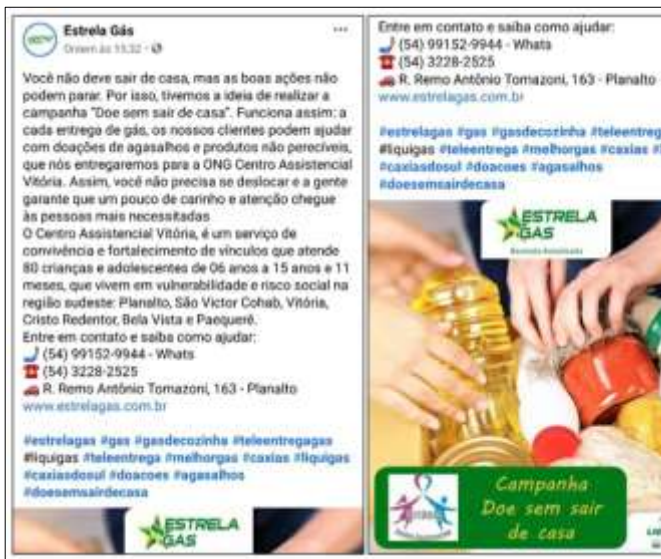 Estrela Gás
Ontem às 15:32 ·
Você não deve sair de casa, mas as boas ações não
podem parar. Por isso, tivemos a ideia de realizar a
campanha "Doe sem sair de casa". Funciona assim: a
cada entrega de gás, os nossos clientes podem ajudar
com doações de agasalhos e produtos não perecíveis,
que nós entregaremos para a ONG Centro Assistencial
Vitória. Assim, você não precisa se deslocar e a gente
garante que um pouco de carinho e atenção chegue
às pessoas mais necessitadas
O Centro Assistencial Vitória, é um serviço de
convivência e fortalecimento de vínculos que atende
80 crianças e adolescentes de 06 anos a 15 anos e 11
meses, que vivem em vulnerabilidade e risco social na
região sudeste: Planalto, São Victor Cohab, Vitória,
Cristo Redentor, Bela Vista e Paequerê.
Entre em contato e saiba como ajudar:
(54) 99152-9944 - Whats
(54) 3228-2525
R. Remo Antônio Tomazoni, 163 - Planalto
www.estrelagas.com.br
#estrelagas #gas #gasdecozinha #teleentregagas
#liquigas #teleentrega #melhorgas #caxias #liquigas
#caxiasdosul #doacoes #agasalhos
#doesemsairdecasa
ESTRELA
GÁS
Entre em contato e saiba como ajudar:
(54) 99152-9944 - Whats
(54) 3228-2525
R. Remo Antônio Tomazoni, 163 - Planalto
www.estrelagas.com.br
#estrelagas #gas #gasdecozinha #teleentreg
#liquigas #teleentrega #melhorgas #caxias
#caxiasdosul #doacoes #agasalhos
#doesemsairdecasa
ESTRELA
GÁS
Revenda Autorizada
Campanha
Doe sem sair
de casa